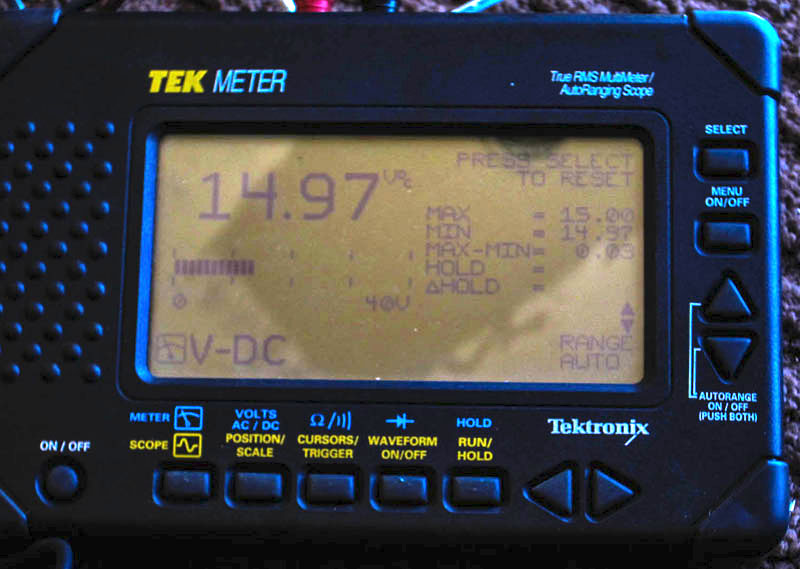 TEK METER
True RMS MultiMeter/
AutoRanging Scope
PRESS SELECT
TO RESET
14.97 VDC
MAX = 15.00
MIN = 14.97
MAX-MIN= 0.03
HOLD =
ΔHOLD =
0 40V
V-DC
RANGE
AUTO
SELECT
MENU
ON/OFF
AUTORANGE
ON / OFF
(PUSH BOTH)
Tektronix
ON / OFF
METER
SCOPE
VOLTS
AC / DC
POSITION/
SCALE
Ω/
CURSORS/
TRIGGER
WAVEFORM
ON/OFF
HOLD
RUN/
HOLD